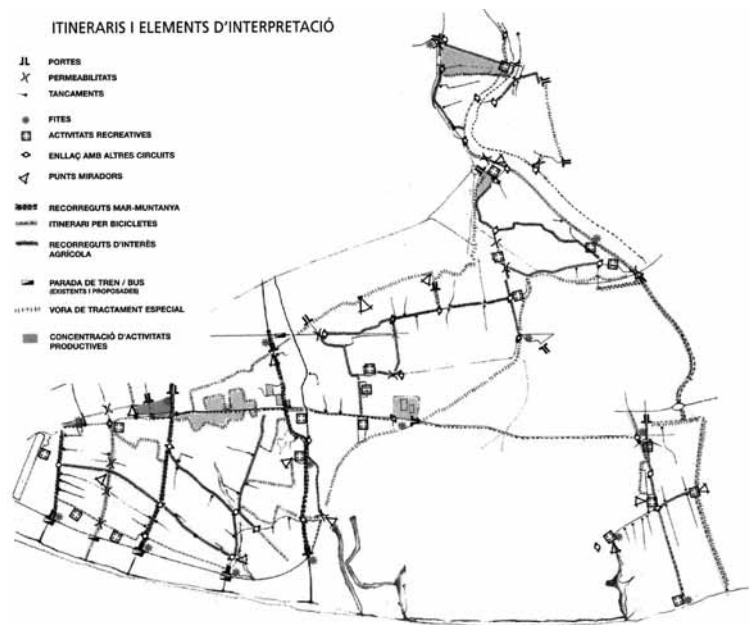 ITINERARIS I ELEMENTS D'INTERPRETACIÓ
PORTES
PERMEABILITATS
TANCAMENTS
FITES
ACTIVITATS RECREATIVES
ENLLAÇ AMB ALTRES CIRCUITS
PUNTS MIRADORS
RECORREGUTS MAR-MUNTANYA
ITINERARI PER BICICLETES
RECORREGUTS D'INTERÈS
AGRÍCOLA
PARADA DE TREN / BUS
(EXISTENTS I PROPOSADES)
VORA DE TRACTAMENT ESPECIAL
CONCENTRACIÓ D'ACTIVITATS
PRODUCTIVES